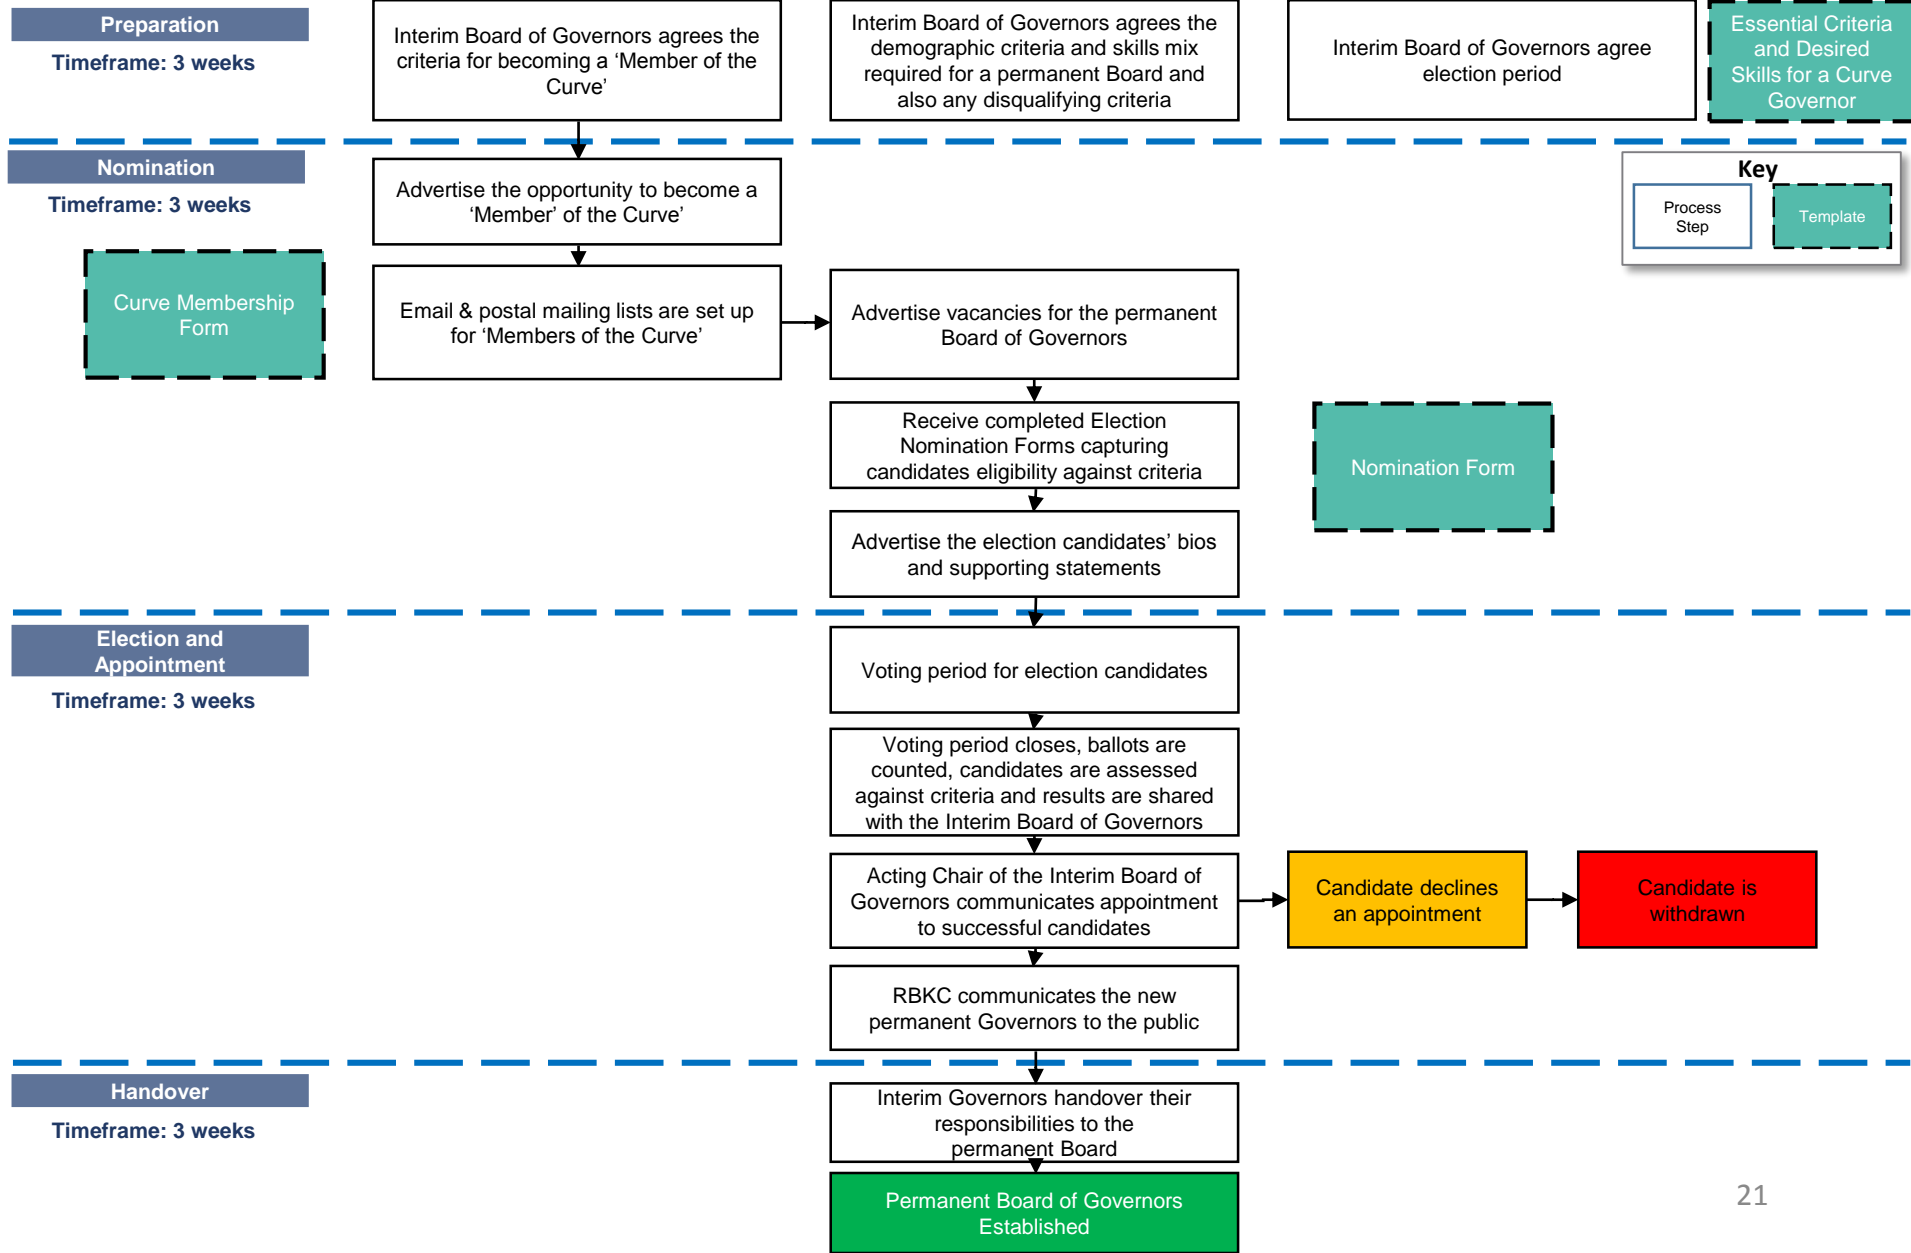 Preparation
Timeframe: 3 weeks
Interim Board of Governors agrees the
criteria for becoming a ‘Member of the
Curve’
Interim Board of Governors agrees the
demographic criteria and skills mix
required for a permanent Board and
also any disqualifying criteria
Interim Board of Governors agree
election period
Essential Criteria
and Desired
Skills for a Curve
Governor
Nomination
Timeframe: 3 weeks
Advertise the opportunity to become a
‘Member’ of the Curve’
Key
Process
Step
Template
Curve Membership
Form
Email & postal mailing lists are set up
for ‘Members of the Curve’
Advertise vacancies for the permanent
Board of Governors
Receive completed Election
Nomination Forms capturing
candidates eligibility against criteria
Nomination Form
Advertise the election candidates’ bios
and supporting statements
Election and
Appointment
Timeframe: 3 weeks
Voting period for election candidates
Voting period closes, ballots are
counted, candidates are assessed
against criteria and results are shared
with the Interim Board of Governors
Acting Chair of the Interim Board of
Governors communicates appointment
to successful candidates
Candidate declines
an appointment
Candidate is
withdrawn
RBKC communicates the new
permanent Governors to the public
Handover
Timeframe: 3 weeks
Interim Governors handover their
responsibilities to the
permanent Board
Permanent Board of Governors
Established
21